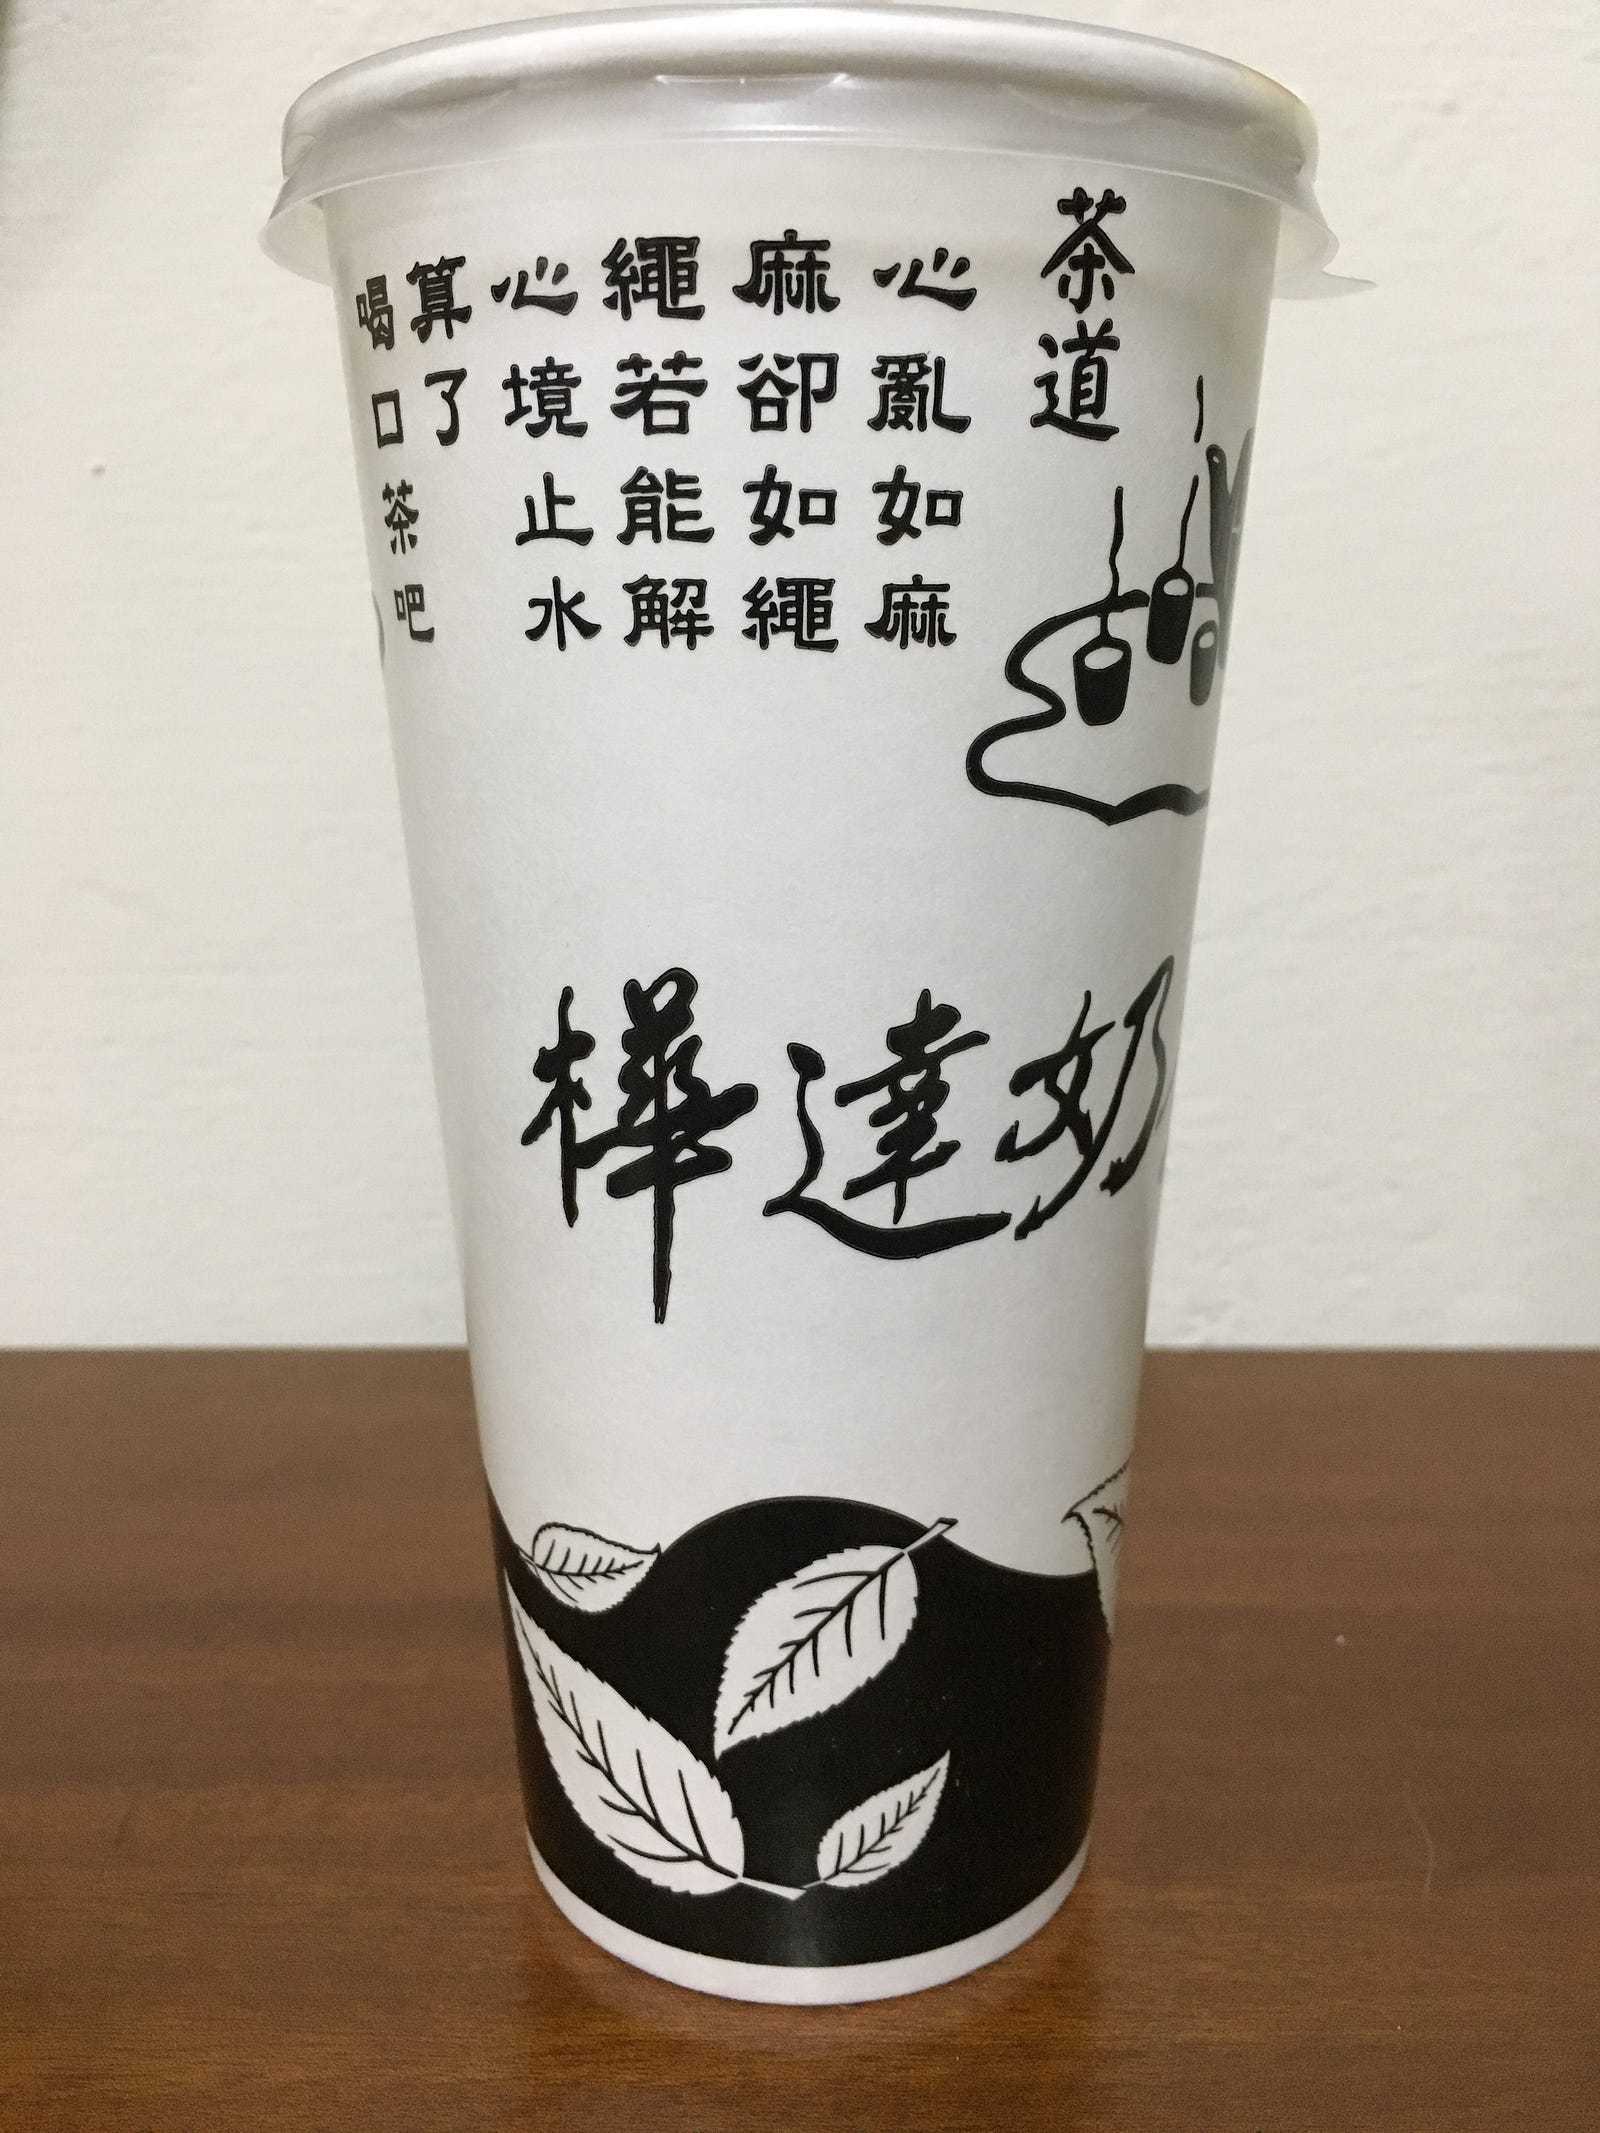 茶道
心亂如麻
麻卻如繩
繩若能解
心境止水
算了
喝口茶吧
樺達奶